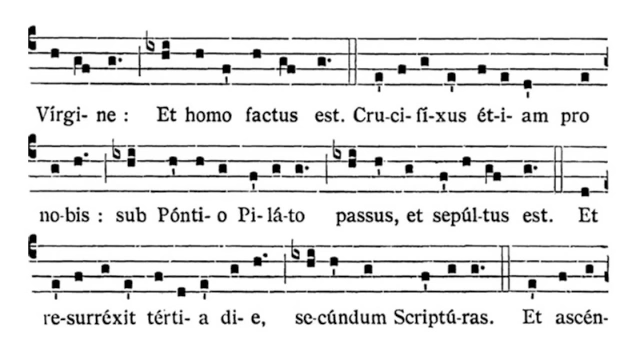 Vírgi- ne : Et homo factus est. Cru-ci-fí-xus ét-i- am pro
no-bis : sub Pónti- o Pi-lá-to passus, et sepúl-tus est. Et
re-surréxit térti- a di- e, se-cúndum Scriptú-ras. Et ascén-